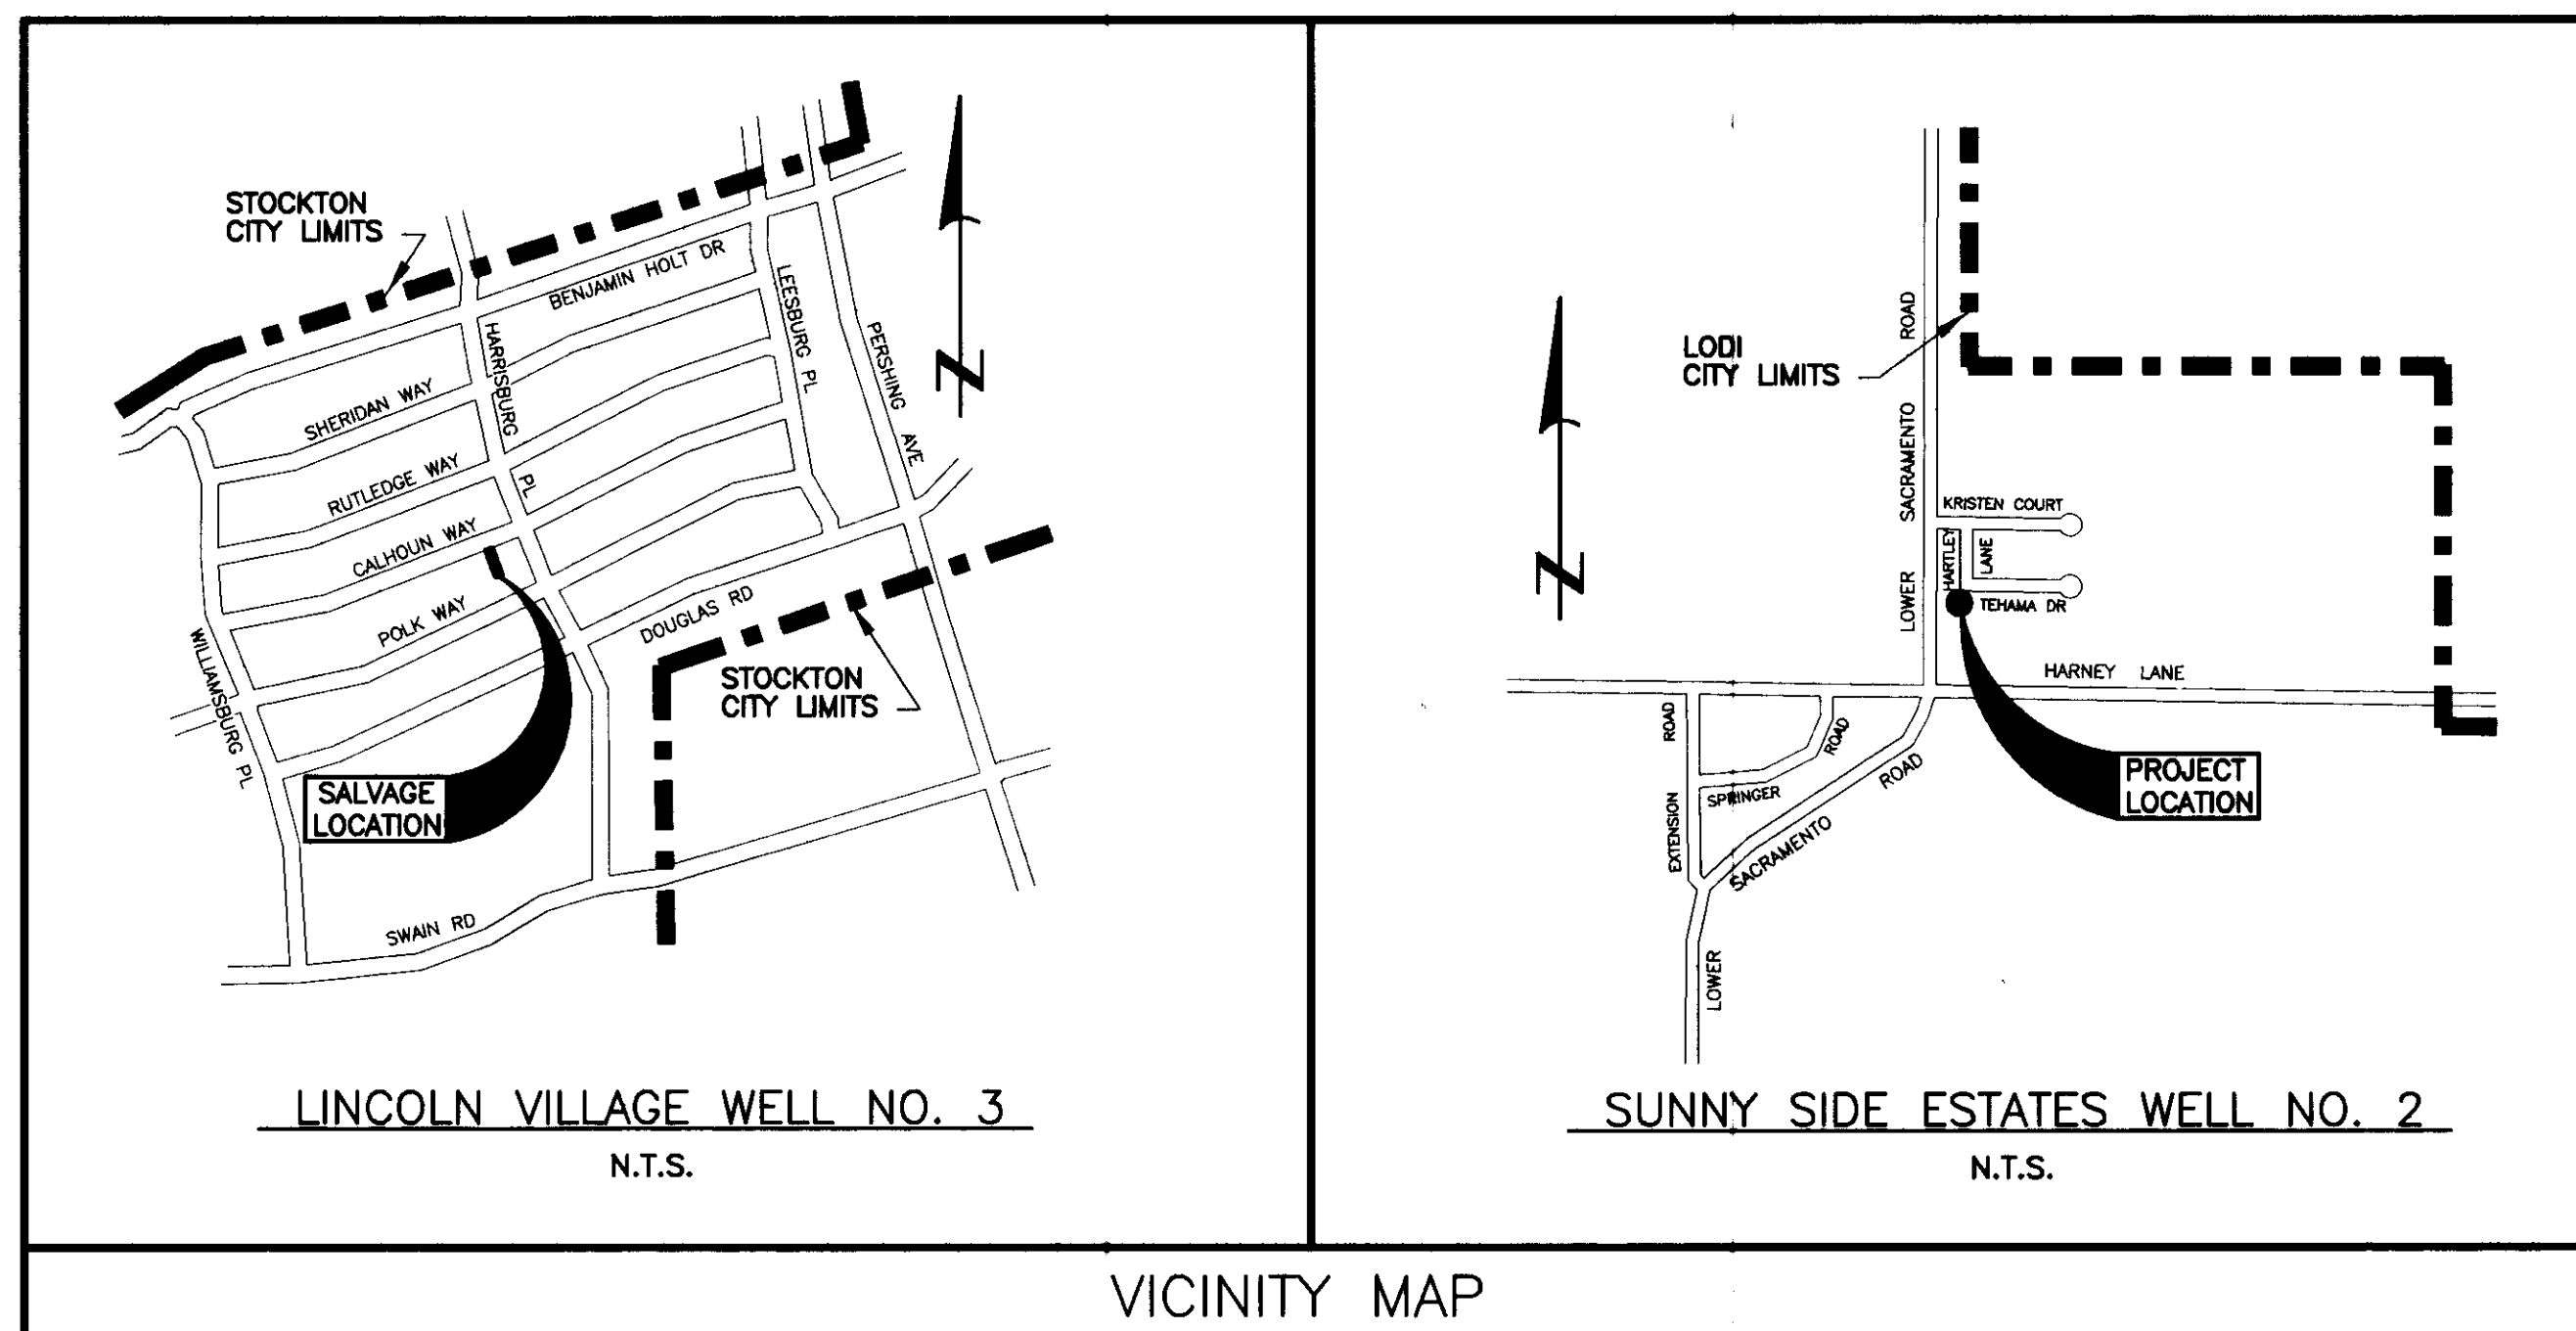 STOCKTON
CITY LIMITS
BENJAMIN HOLT DR
LEESBURG PL
PERSHING AVE
HARRISBURG PL
SHERIDAN WAY
RUTLEDGE WAY
CALHOUN WAY
POLK WAY
DOUGLAS RD
WILLIAMSBURG PL
STOCKTON
CITY LIMITS
SALVAGE
LOCATION
SWAIN RD
N
LINCOLN VILLAGE WELL NO. 3
N.T.S.
LODI
CITY LIMITS
LOWER SACRAMENTO ROAD
KRISTEN COURT
HARTLEY
LANE
TEHAMA DR
HARNEY LANE
N
EXTENSION ROAD
SPRINGER ROAD
LOWER SACRAMENTO ROAD
PROJECT
LOCATION
SUNNY SIDE ESTATES WELL NO. 2
N.T.S.
VICINITY MAP